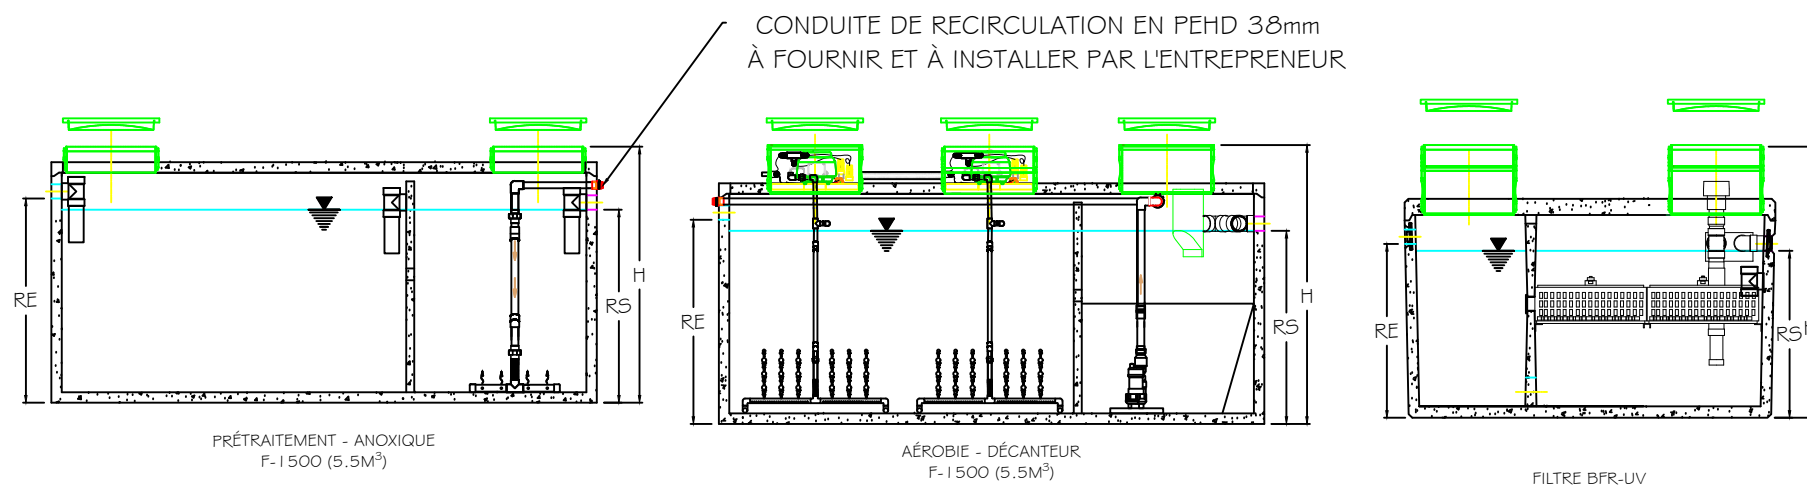 CONDUITE DE RECIRCULATION EN PEHD 38mm
À FOURNIR ET À INSTALLER PAR L'ENTREPRENEUR
RE
H
RS
PRÉTRAITEMENT - ANOXIQUE
F-1500 (5.5M³)
RE
H
RS
AÉROBIE - DÉCANTEUR
F-1500 (5.5M³)
RE
RS
FILTRE BFR-UV